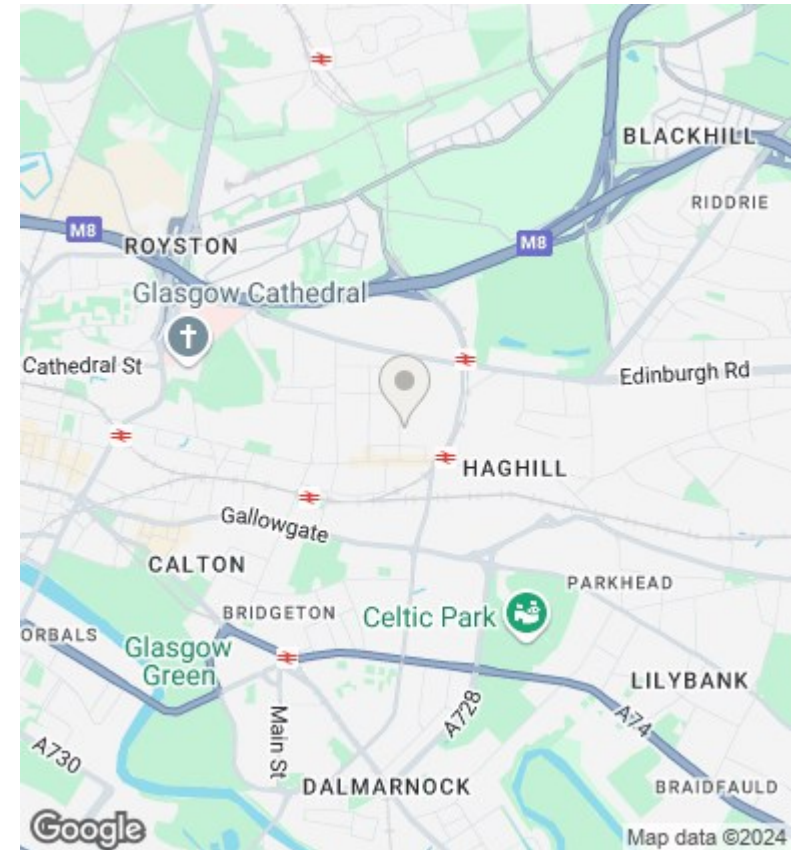 BLACKHILL
RIDDRIE
M8
ROYSTON
M8
Glasgow Cathedral
Cathedral St
Edinburgh Rd
HAGHILL
Gallowgate
CALTON
PARKHEAD
BRIDGETON
Celtic Park
ORBALS
Glasgow
Green
LILYBANK
A728
A74
Main St
A730
DALMARNOCK
BRAIDFAULD
Google
Map data ©2024